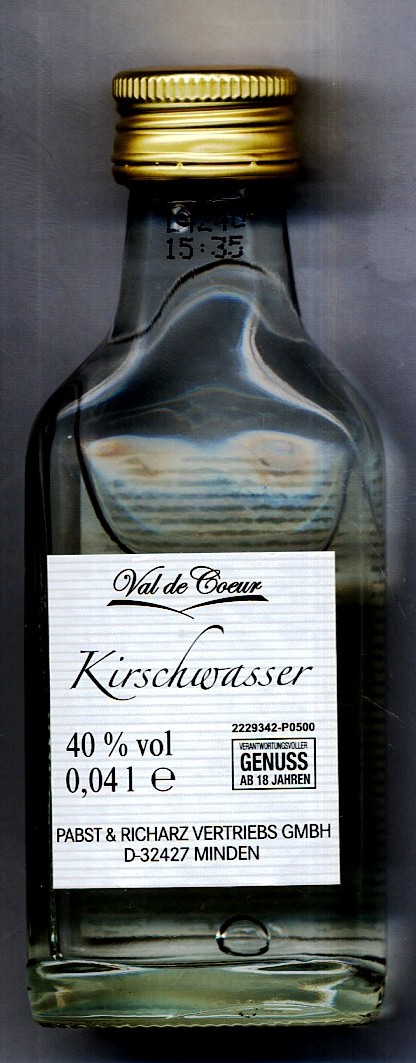 15:35
Val de Coeur
Kirschwasser
2229342-P0500
40 % vol
0,04 l ℮
VERANTWORTUNGSVOLLER
GENUSS
AB 18 JAHREN
PABST & RICHARZ VERTRIEBS GMBH
D-32427 MINDEN